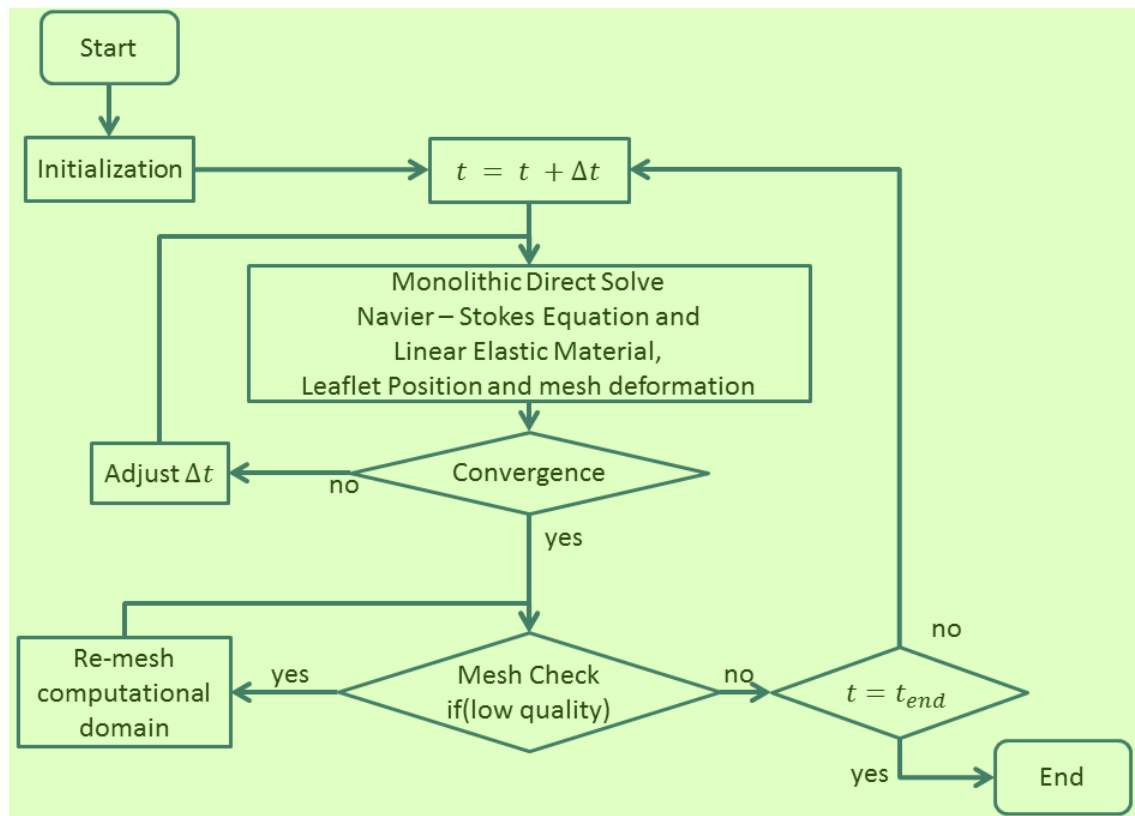 Start
Initialization
t = t + Δt
Monolithic Direct Solve
Navier – Stokes Equation and
Linear Elastic Material,
Leaflet Position and mesh deformation
Adjust Δt
no
Convergence
yes
Re-mesh
computational
domain
yes
Mesh Check
if(low quality)
no
no
t = t_end
yes
End